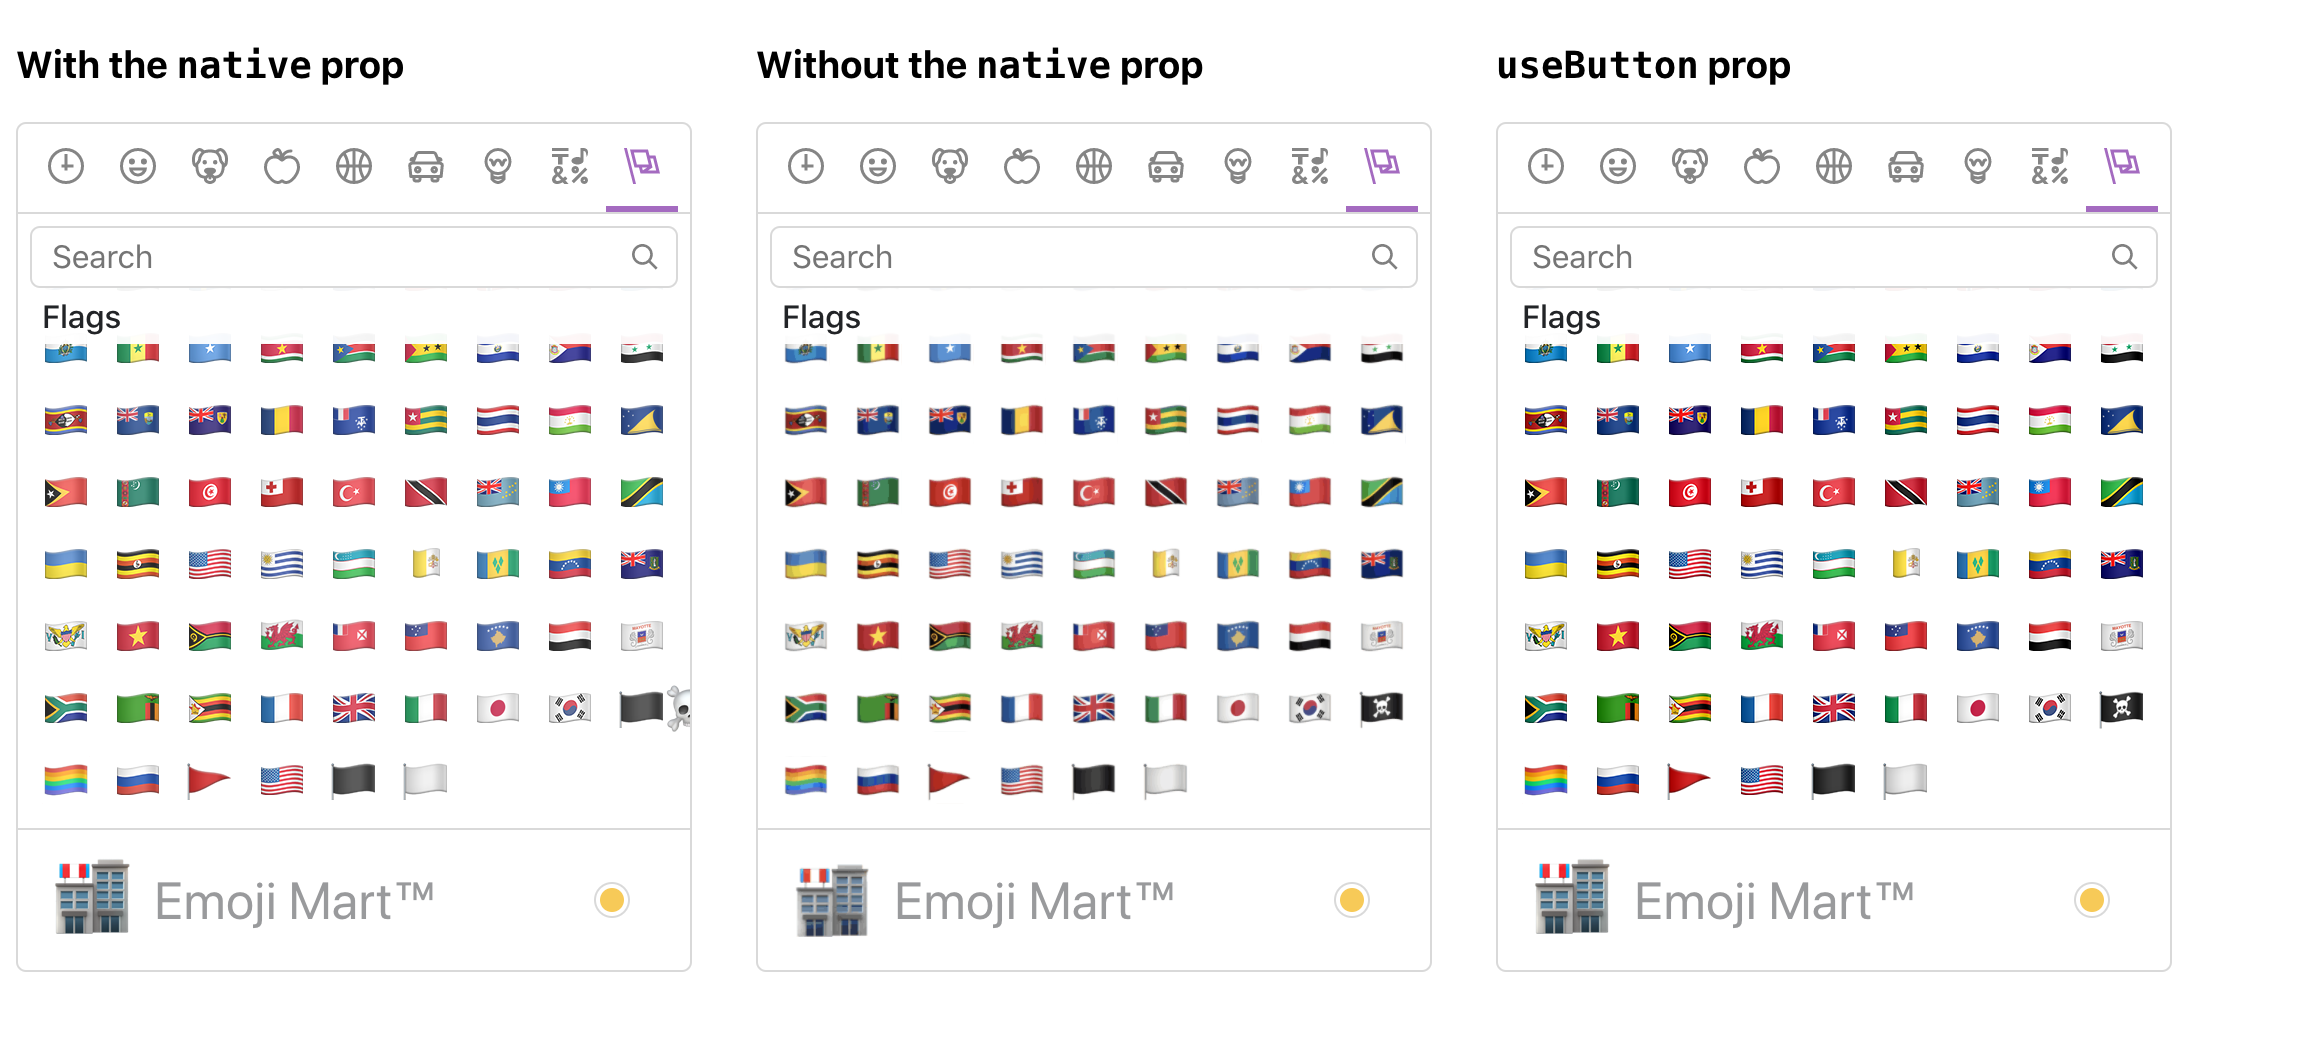 With the native prop
Without the native prop
useButton prop
Search
Search
Search
Flags
Flags
Flags
Emoji Mart™
Emoji Mart™
Emoji Mart™